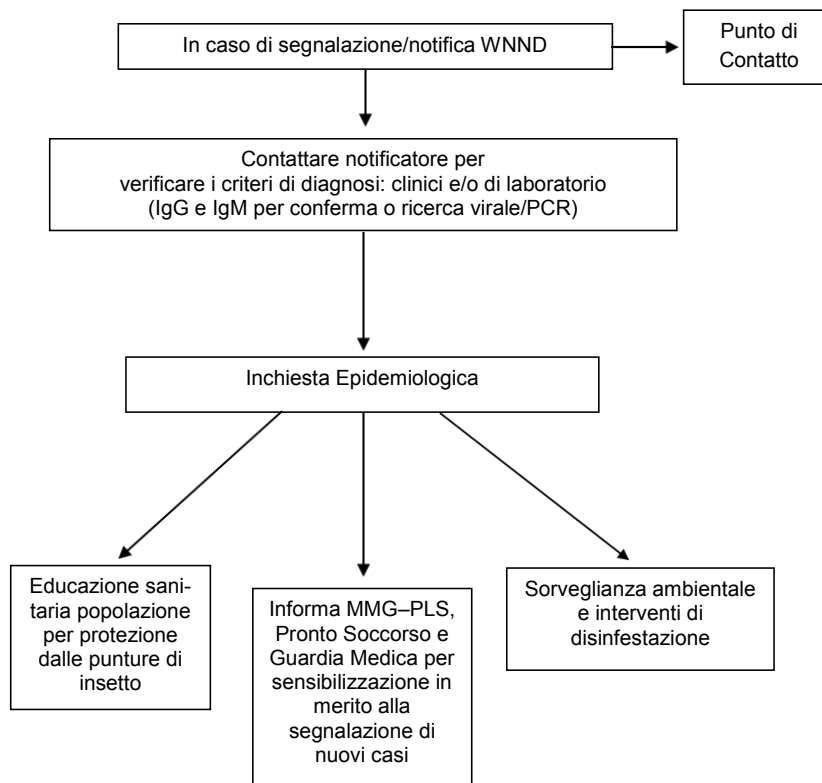 In caso di segnalazione/notifica WNND
Punto di
Contatto
Contattare notificatore per
verificare i criteri di diagnosi: clinici e/o di laboratorio
(IgG e IgM per conferma o ricerca virale/PCR)
Inchiesta Epidemiologica
Educazione sani-
taria popolazione
per protezione
dalle punture di
insetto
Informa MMG–PLS,
Pronto Soccorso e
Guardia Medica per
sensibilizzazione in
merito alla
segnalazione di
nuovi casi
Sorveglianza ambientale
e interventi di
disinfestazione